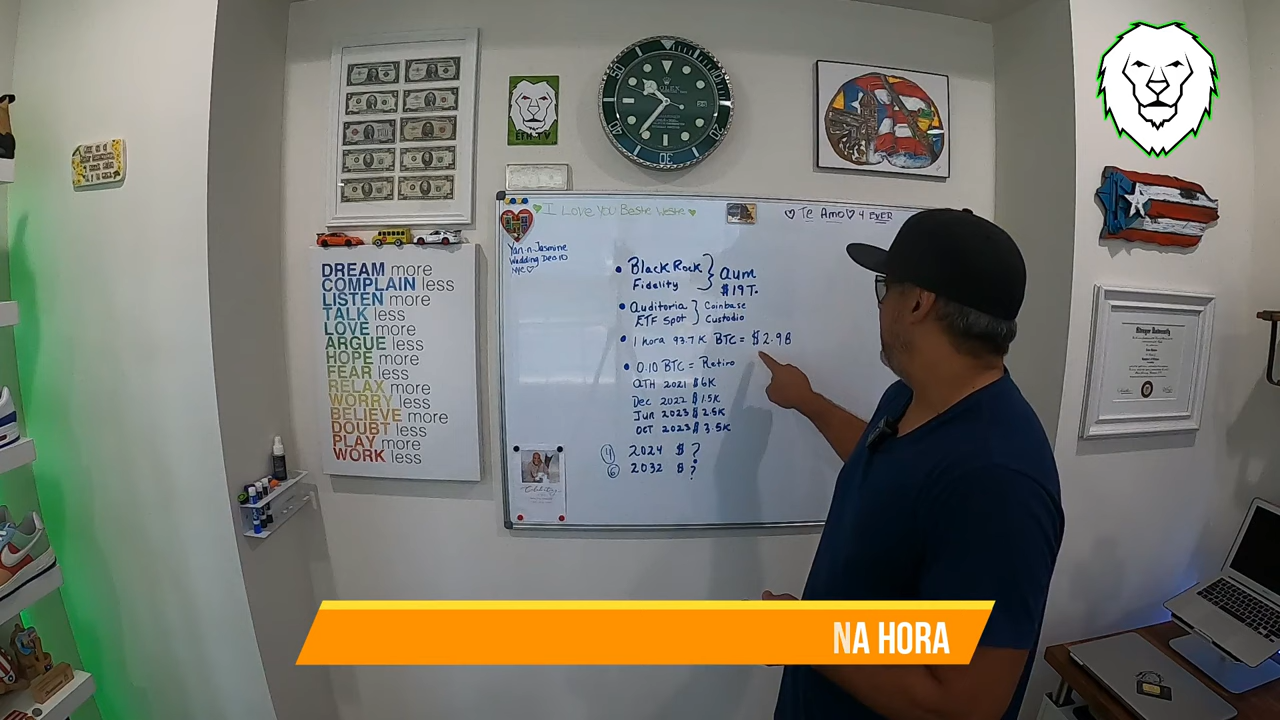 I Love You Beste Weste
Te Amo 4 EVER
Yan-n-Jasmine
Wedding Dec 10
NYC
BlackRock
Fidelity
aum
$19T.
Auditoria
ETF Spot
Coinbase
Custodio
1 hora 93.7K BTC = $2.9B
0.10 BTC = Retiro
ATH 2021 $6K
Dec 2022 $1.5K
Jun 2023 $2.5K
OCT 2023 $3.5K
(4) 2024 $?
(6) 2032 $?
DREAM more
COMPLAIN less
LISTEN more
TALK less
LOVE more
ARGUE less
HOPE more
FEAR less
RELAX more
WORRY less
BELIEVE more
DOUBT less
PLAY more
WORK less
ROLEX
NA HORA